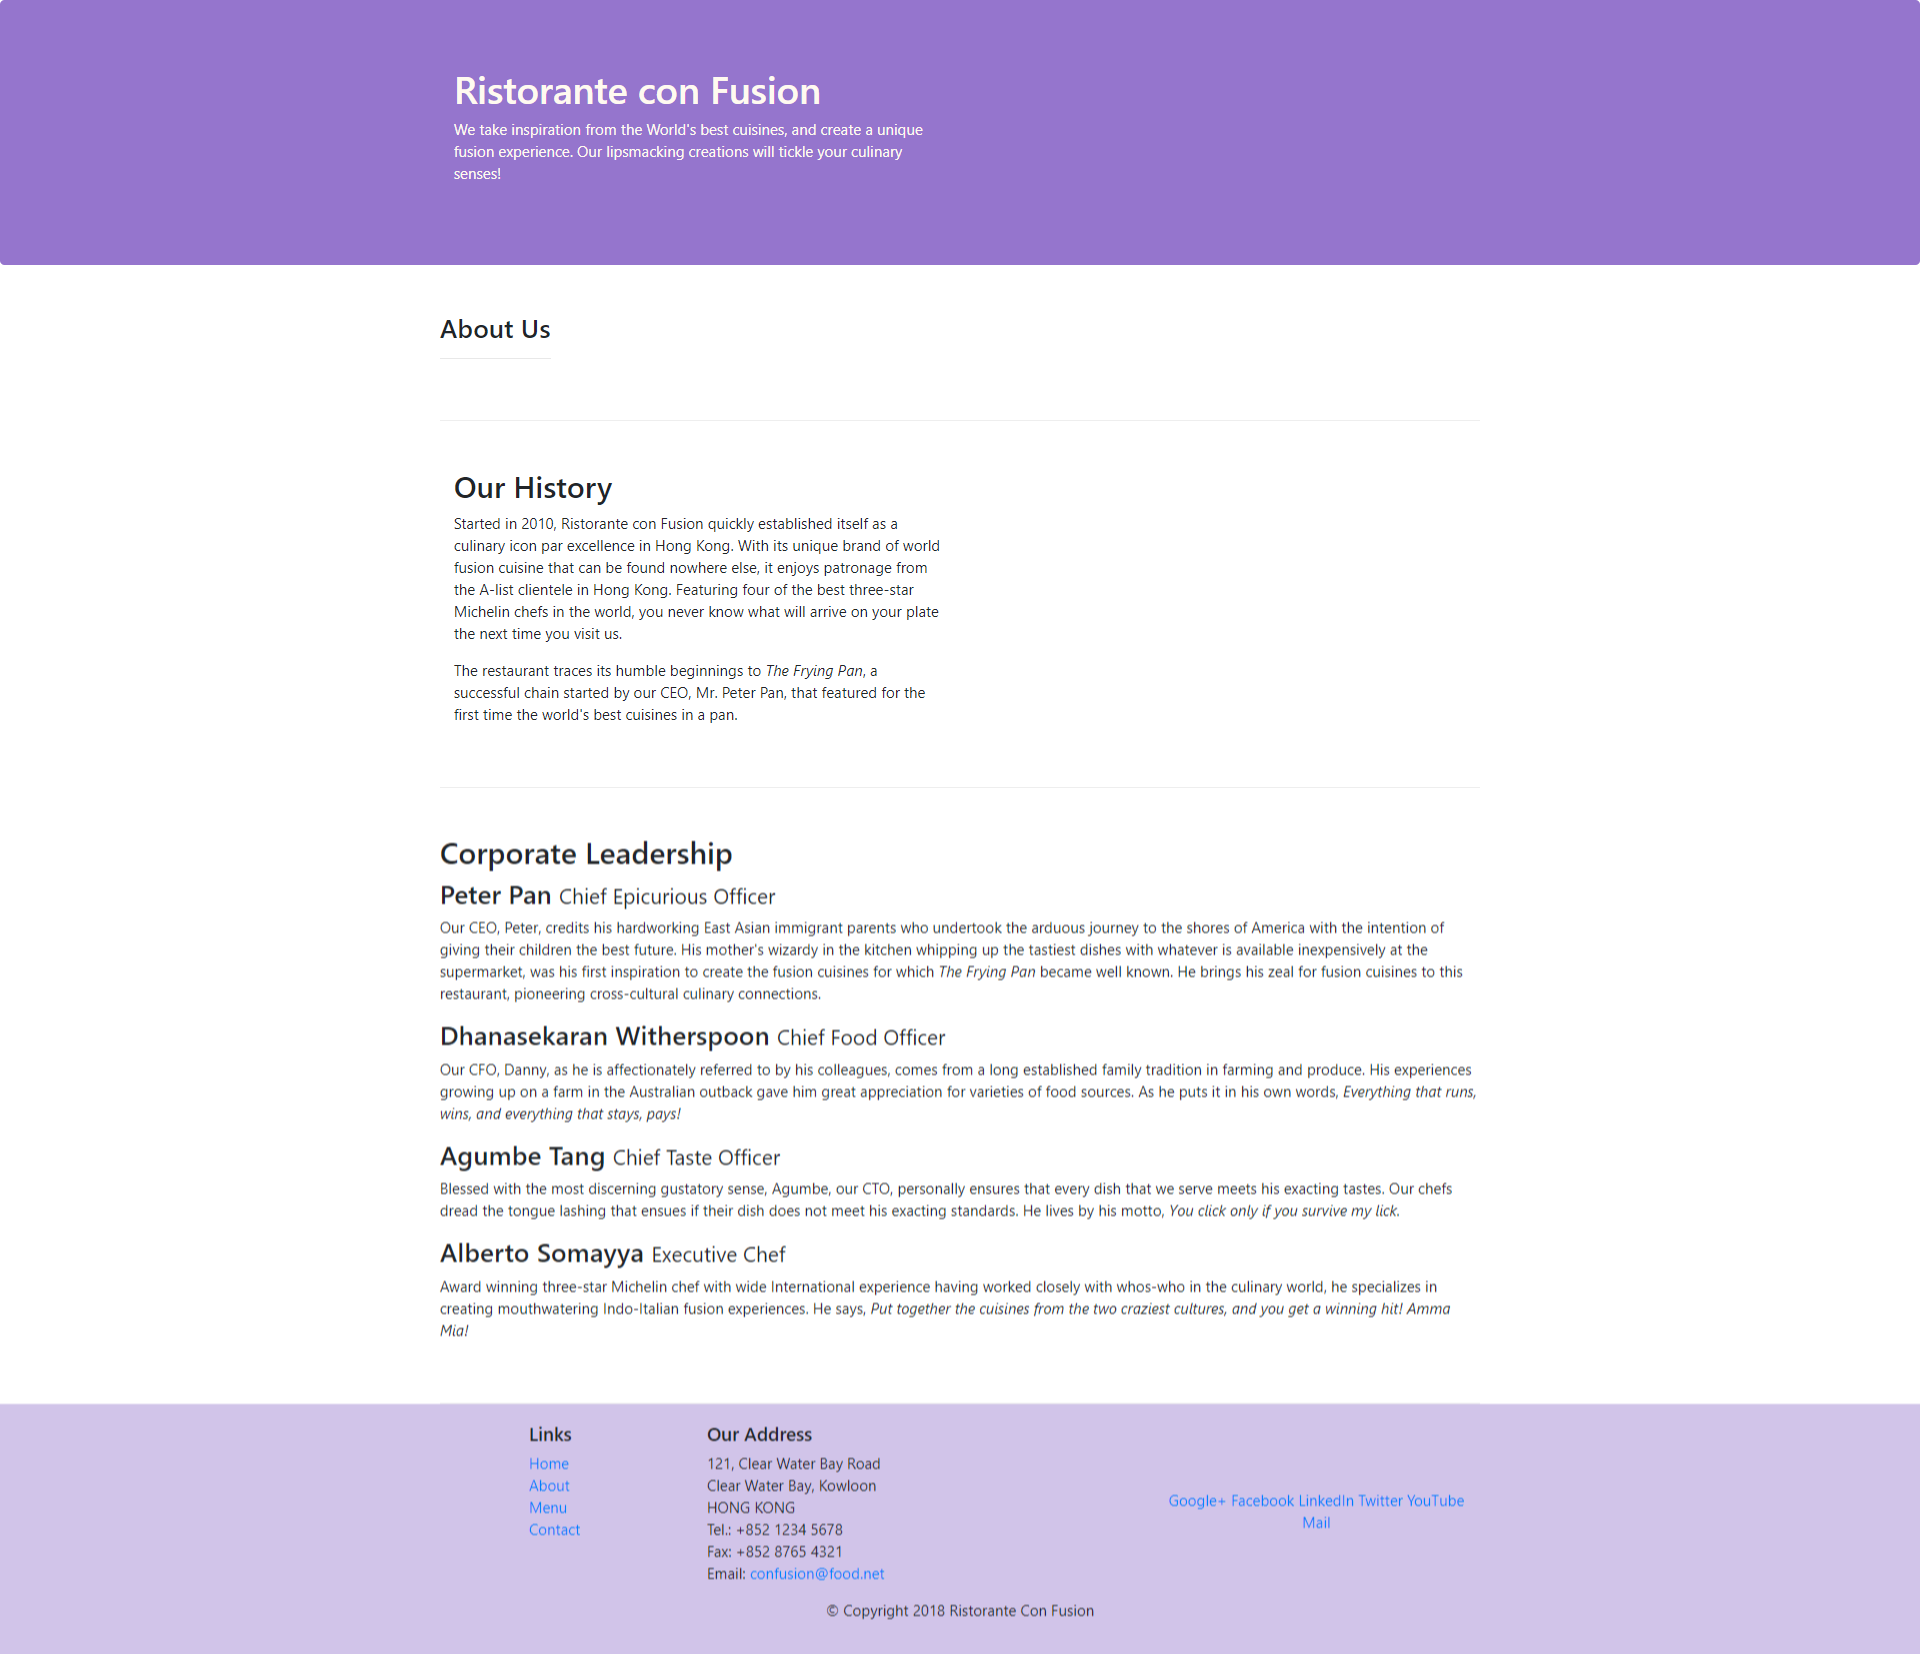 Ristorante con Fusion
We take inspiration from the World's best cuisines, and create a unique
fusion experience. Our lipsmacking creations will tickle your culinary
senses!
About Us
Our History
Started in 2010, Ristorante con Fusion quickly established itself as a
culinary icon par excellence in Hong Kong. With its unique brand of world
fusion cuisine that can be found nowhere else, it enjoys patronage from
the A-list clientele in Hong Kong. Featuring four of the best three-star
Michelin chefs in the world, you never know what will arrive on your plate
the next time you visit us.
The restaurant traces its humble beginnings to The Frying Pan, a
successful chain started by our CEO, Mr. Peter Pan, that featured for the
first time the world's best cuisines in a pan.
Corporate Leadership
Peter Pan Chief Epicurious Officer
Our CEO, Peter, credits his hardworking East Asian immigrant parents who undertook the arduous journey to the shores of America with the intention of
giving their children the best future. His mother's wizardy in the kitchen whipping up the tastiest dishes with whatever is available inexpensively at the
supermarket, was his first inspiration to create the fusion cuisines for which The Frying Pan became well known. He brings his zeal for fusion cuisines to this
restaurant, pioneering cross-cultural culinary connections.
Dhanasekaran Witherspoon Chief Food Officer
Our CFO, Danny, as he is affectionately referred to by his colleagues, comes from a long established family tradition in farming and produce. His experiences
growing up on a farm in the Australian outback gave him great appreciation for varieties of food sources. As he puts it in his own words, Everything that runs,
wins, and everything that stays, pays!
Agumbe Tang Chief Taste Officer
Blessed with the most discerning gustatory sense, Agumbe, our CTO, personally ensures that every dish that we serve meets his exacting tastes. Our chefs
dread the tongue lashing that ensues if their dish does not meet his exacting standards. He lives by his motto, You click only if you survive my lick.
Alberto Somayya Executive Chef
Award winning three-star Michelin chef with wide International experience having worked closely with whos-who in the culinary world, he specializes in
creating mouthwatering Indo-Italian fusion experiences. He says, Put together the cuisines from the two craziest cultures, and you get a winning hit! Amma
Mia!
Links
Home
About
Menu
Contact
Our Address
121, Clear Water Bay Road
Clear Water Bay, Kowloon
HONG KONG
Tel.: +852 1234 5678
Fax: +852 8765 4321
Email: confusion@food.net
Google+ Facebook LinkedIn Twitter YouTube
Mail
© Copyright 2018 Ristorante Con Fusion